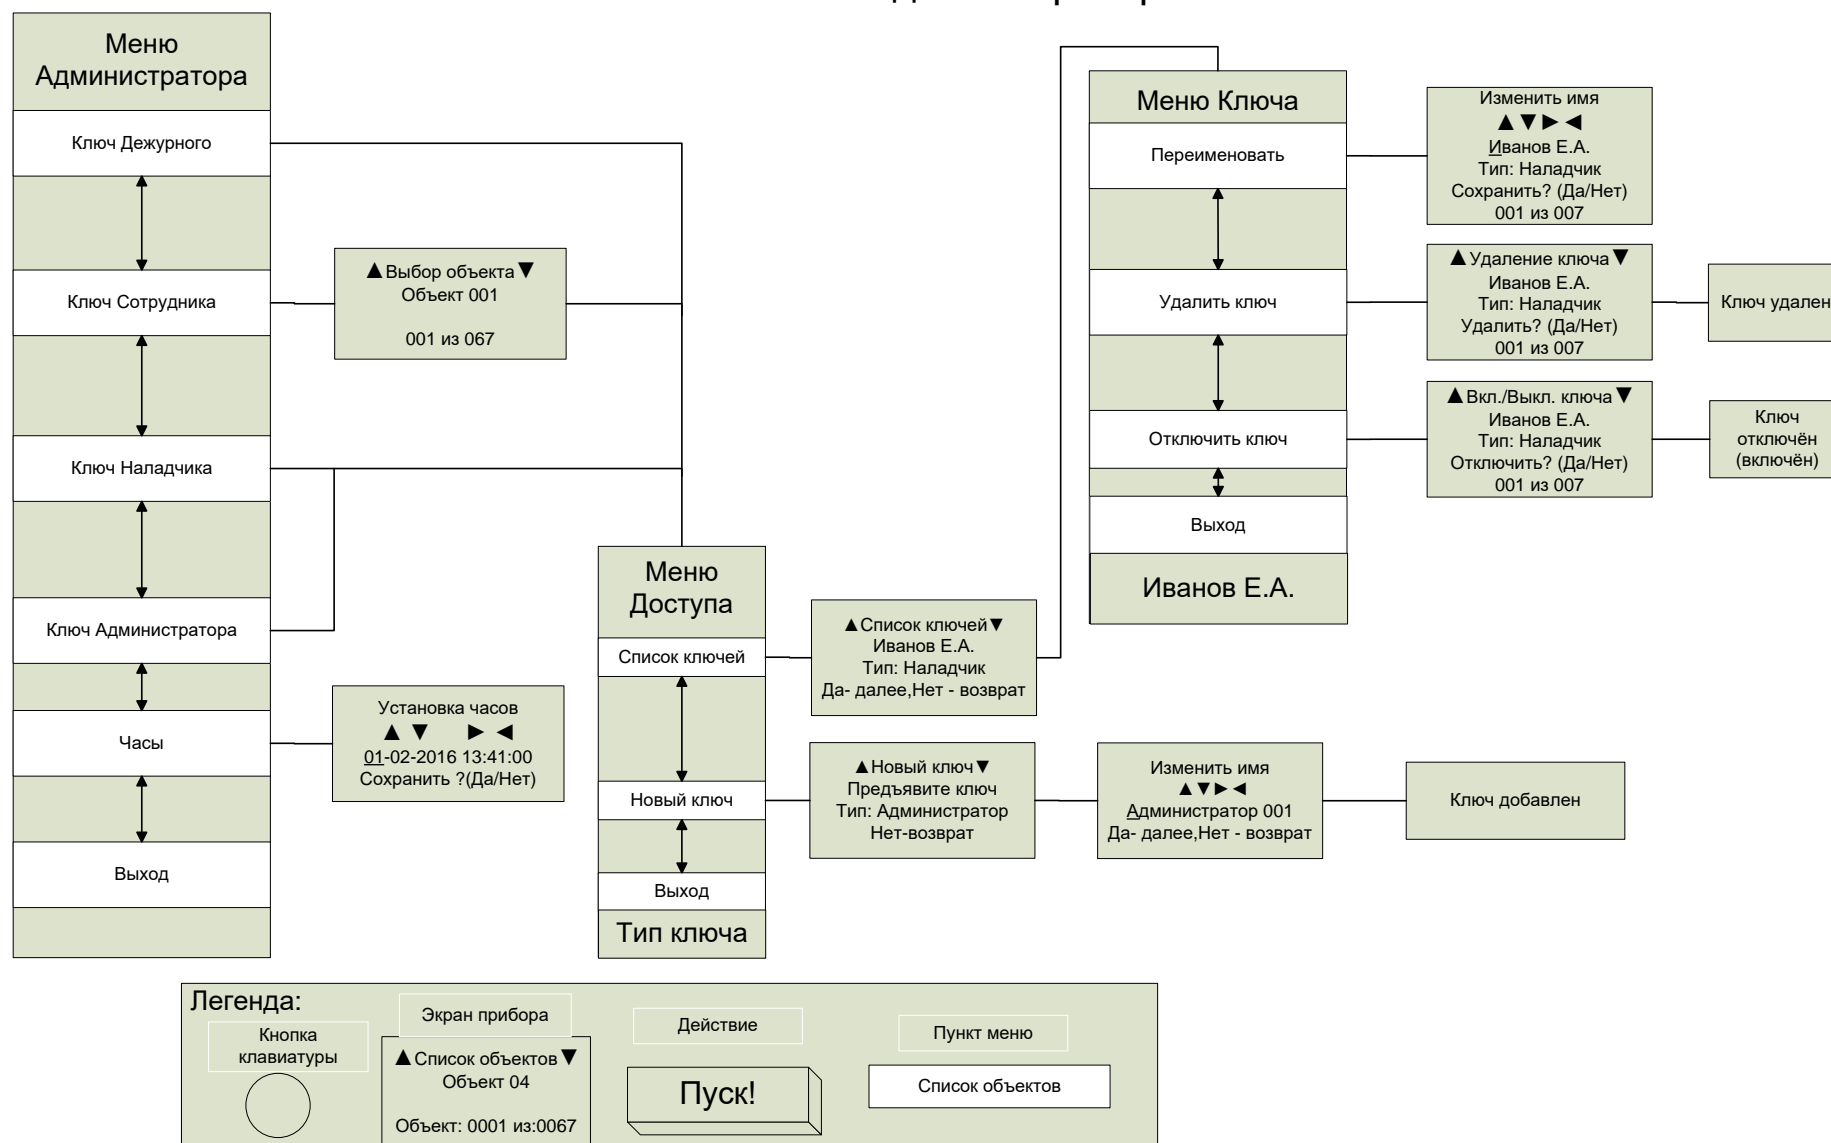 Меню
Администратора
Ключ Дежурного
Ключ Сотрудника
Ключ Наладчика
Ключ Администратора
Часы
Выход
▲Выбор объекта▼
Объект 001
001 из 067
Установка часов
▲ ▼ ► ◄
01-02-2016 13:41:00
Сохранить ?(Да/Нет)
Меню
Доступа
Список ключей
Новый ключ
Выход
Тип ключа
▲Список ключей▼
Иванов Е.А.
Тип: Наладчик
Да- далее,Нет - возврат
▲Новый ключ▼
Предъявите ключ
Тип: Администратор
Нет-возврат
Изменить имя
▲▼►◄
Администратор 001
Да- далее,Нет - возврат
Ключ добавлен
Меню Ключа
Переименовать
Удалить ключ
Отключить ключ
Выход
Иванов Е.А.
Изменить имя
▲▼►◄
Иванов Е.А.
Тип: Наладчик
Сохранить? (Да/Нет)
001 из 007
▲Удаление ключа▼
Иванов Е.А.
Тип: Наладчик
Удалить? (Да/Нет)
001 из 007
Ключ удален
▲Вкл./Выкл. ключа▼
Иванов Е.А.
Тип: Наладчик
Отключить? (Да/Нет)
001 из 007
Ключ
отключён
(включён)
Легенда:
Кнопка
клавиатуры
Экран прибора
▲Список объектов▼
Объект 04
Объект: 0001 из:0067
Действие
Пуск!
Пункт меню
Список объектов